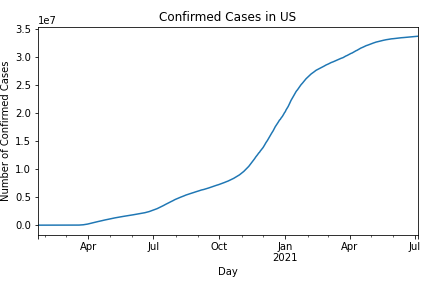 Confirmed Cases in US
1e7
3.5
3.0
2.5
2.0
1.5
1.0
0.5
0.0
Number of Confirmed Cases
Apr Jul Oct Jan Apr Jul
2021
Day